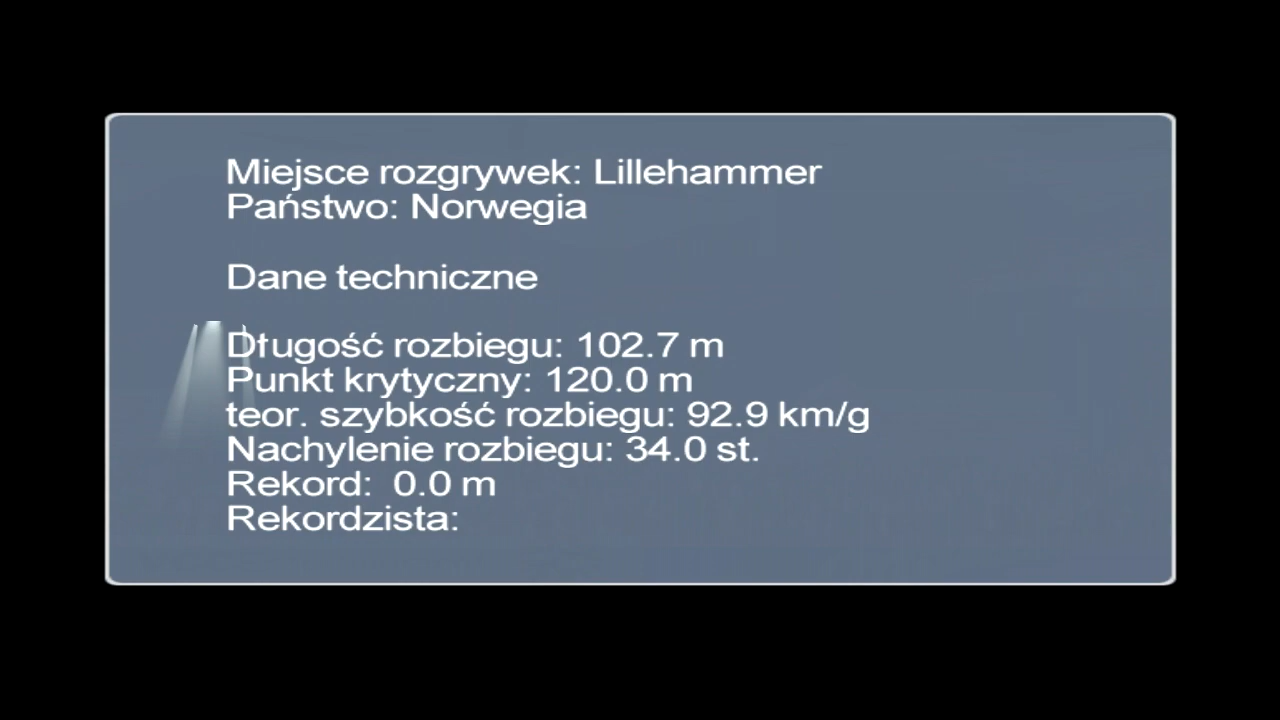 Miejsce rozgrywek: Lillehammer
Państwo: Norwegia
Dane techniczne
Długość rozbiegu: 102.7 m
Punkt krytyczny: 120.0 m
teor. szybkość rozbiegu: 92.9 km/g
Nachylenie rozbiegu: 34.0 st.
Rekord: 0.0 m
Rekordzista: